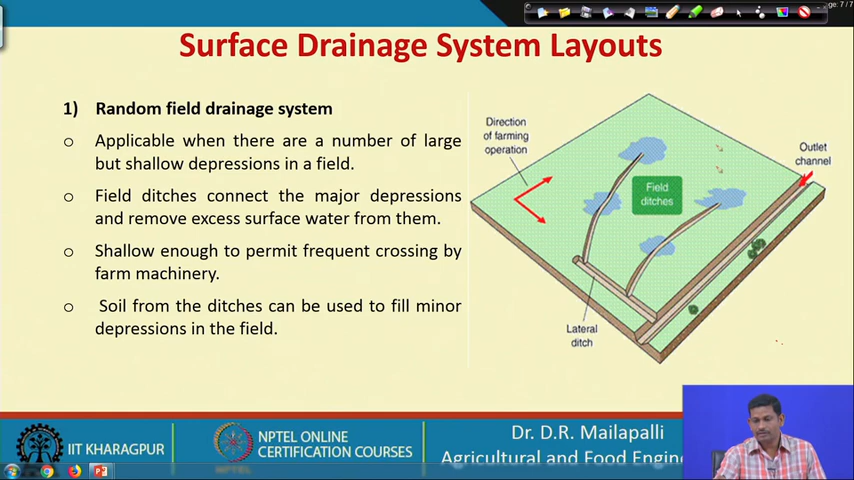 ge: 7 / 7
Surface Drainage System Layouts
1) Random field drainage system
o Applicable when there are a number of large
but shallow depressions in a field.
o Field ditches connect the major depressions
and remove excess surface water from them.
o Shallow enough to permit frequent crossing by
farm machinery.
o Soil from the ditches can be used to fill minor
depressions in the field.
Direction
of farming
operation
Outlet
channel
Field
ditches
Lateral
ditch
IIT KHARAGPUR
NPTEL ONLINE
CERTIFICATION COURSES
NPTEL
Dr. D.R. Mailapalli
Agricultural and Food Engine